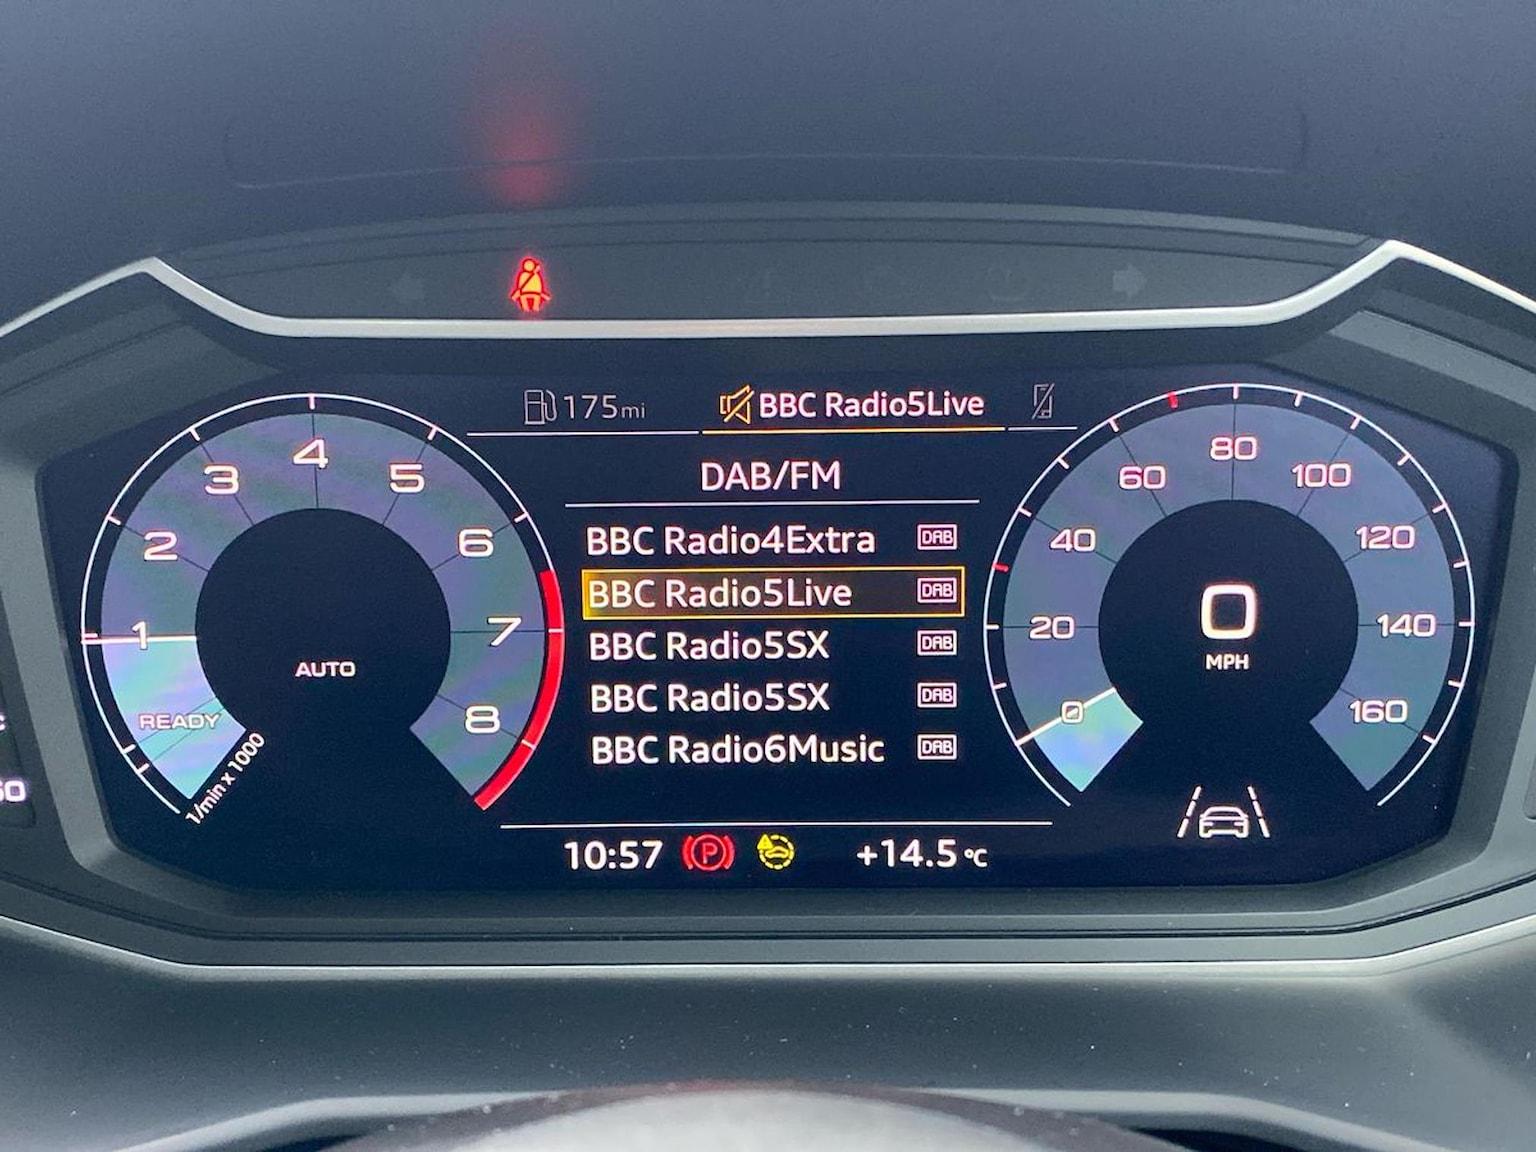 175mi
BBC Radio5Live
DAB/FM
BBC Radio4Extra DAB
BBC Radio5Live DAB
BBC Radio5SX DAB
BBC Radio5SX DAB
BBC Radio6Music DAB
10:57 P +14.5°C
READY
1
2
3
4
5
6
7
8
AUTO
1/min x 1000
0
20
40
60
80
100
120
140
160
0
MPH